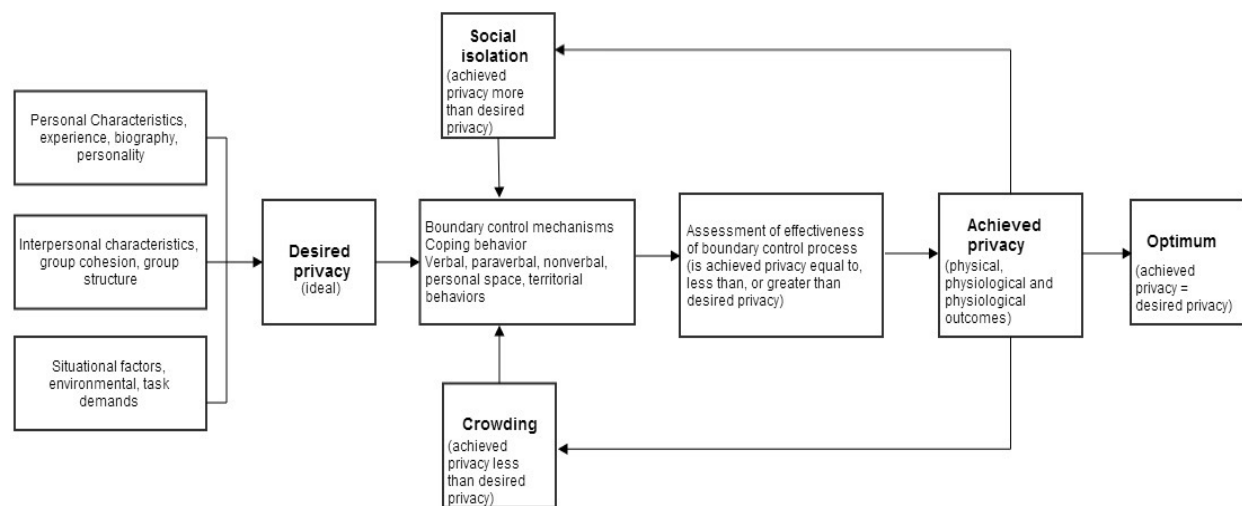 Personal Characteristics,
experience, biography,
personality
Interpersonal characteristics,
group cohesion, group
structure
Situational factors,
environmental, task
demands
Desired
privacy
(ideal)
Social
isolation
(achieved
privacy more
than desired
privacy)
Boundary control mechanisms
Coping behavior
Verbal, paraverbal, nonverbal,
personal space, territorial
behaviors
Crowding
(achieved
privacy less
than desired
privacy)
Assessment of effectiveness
of boundary control process
(is achieved privacy equal to,
less than, or greater than
desired privacy)
Achieved
privacy
(physical,
physiological and
physiological
outcomes)
Optimum
(achieved
privacy =
desired privacy)